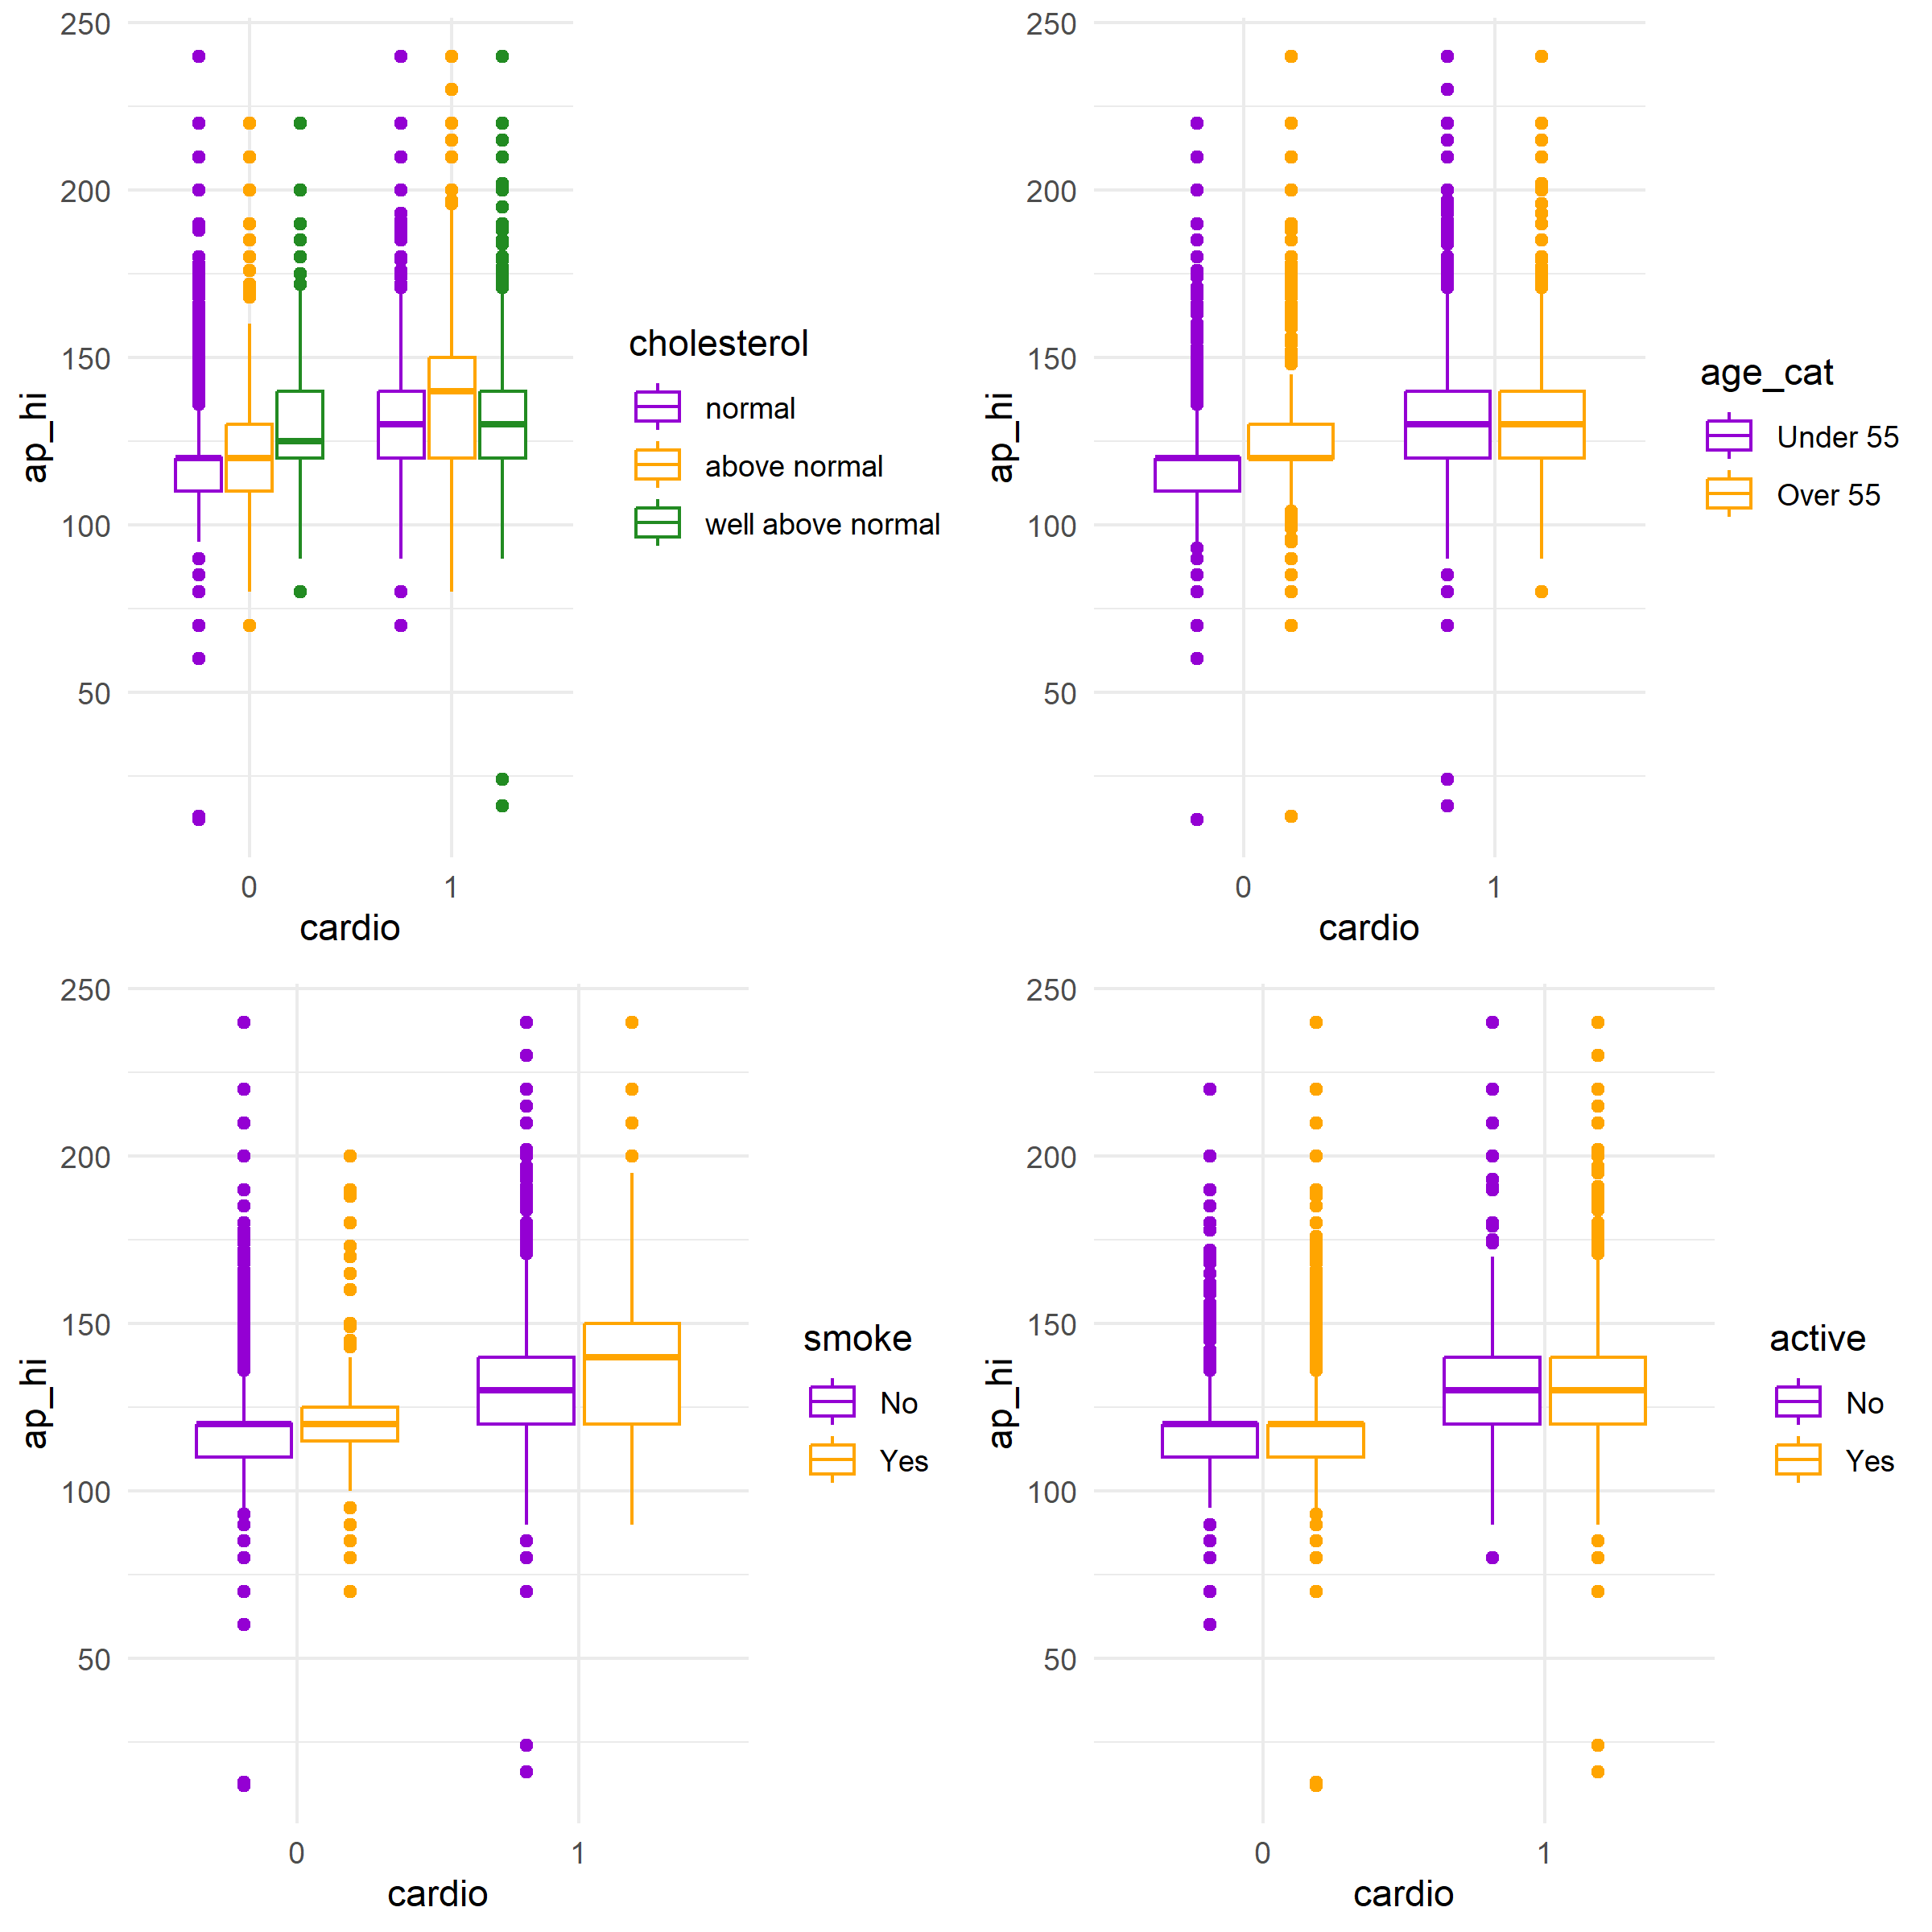 250
200
150
100
50
ap_hi
0 1
cardio
cholesterol
normal
above normal
well above normal
250
200
150
100
50
ap_hi
0 1
cardio
age_cat
Under 55
Over 55
250
200
150
100
50
ap_hi
0 1
cardio
smoke
No
Yes
250
200
150
100
50
ap_hi
0 1
cardio
active
No
Yes